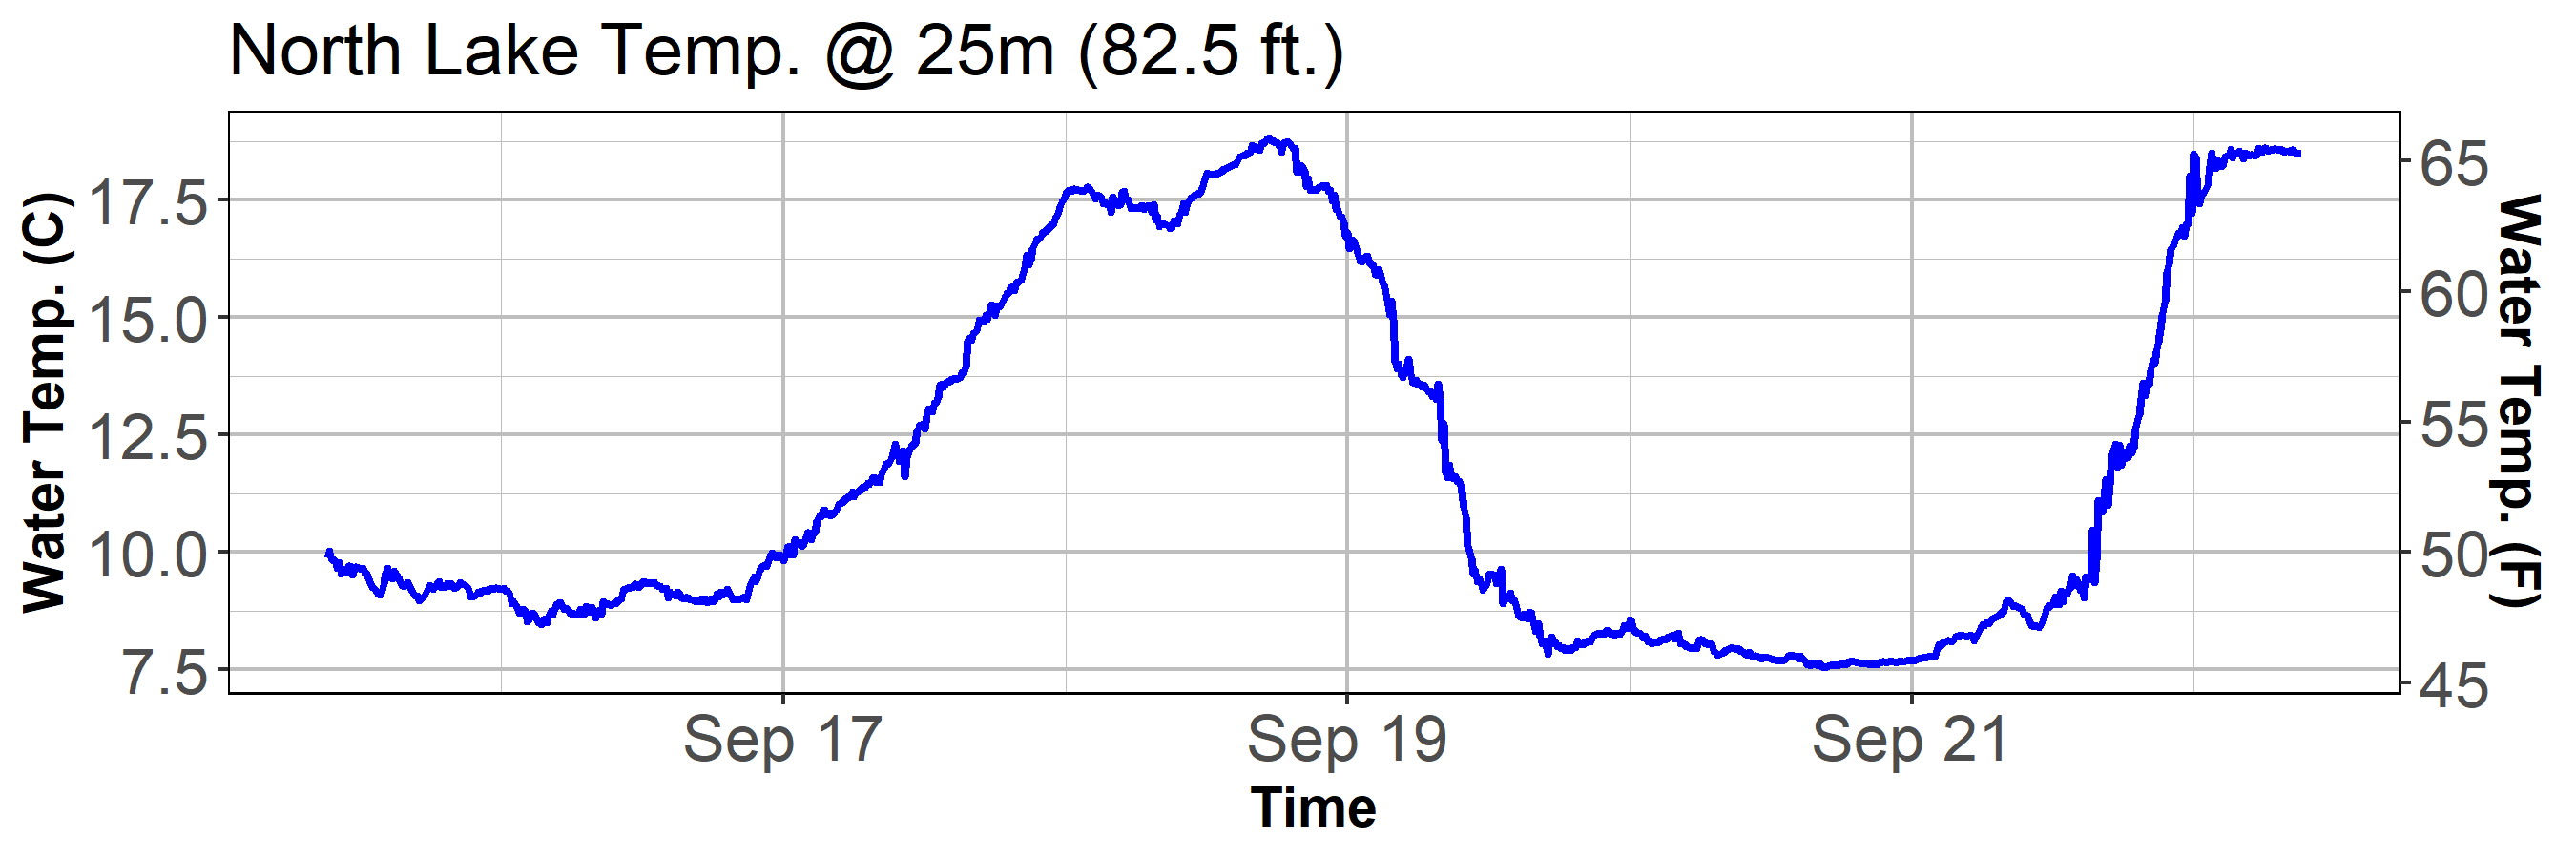 North Lake Temp. @ 25m (82.5 ft.)
Water Temp. (C)
17.5
15.0
12.5
10.0
7.5
65
60
55
50
45
Water Temp. (F)
Sep 17 Sep 19 Sep 21
Time